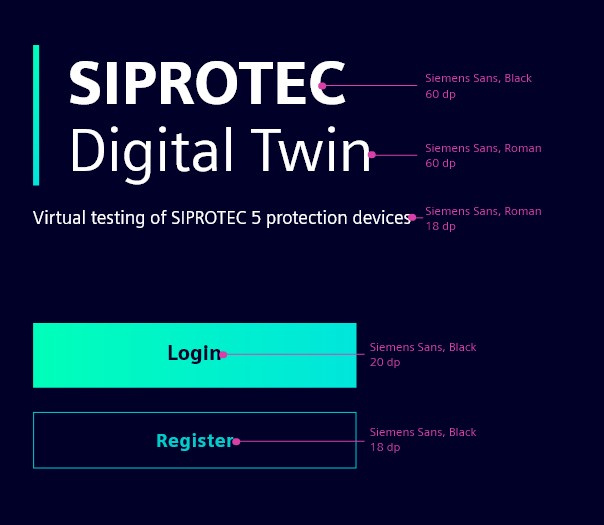 SIPROTEC
Siemens Sans, Black
60 dp
Digital Twin
Siemens Sans, Roman
60 dp
Virtual testing of SIPROTEC 5 protection devices
Siemens Sans, Roman
18 dp
Login
Siemens Sans, Black
20 dp
Register
Siemens Sans, Black
18 dp